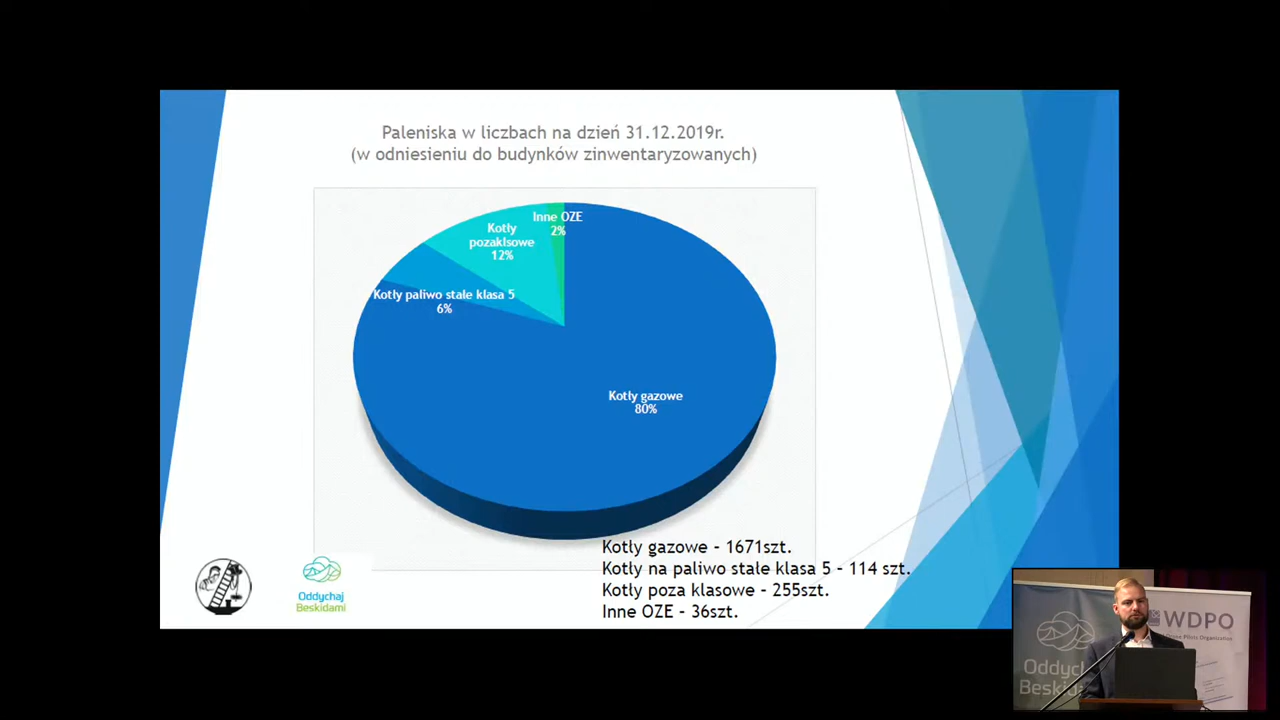 Paleniska w liczbach na dzień 31.12.2019r.
(w odniesieniu do budynków zinwentaryzowanych)
Inne OZE
2%
Kotły
pozaklsowe
12%
Kotły paliwo stałe klasa 5
6%
Kotły gazowe
80%
Kotły gazowe - 1671szt.
Kotły na paliwo stałe klasa 5 - 114 szt.
Kotły poza klasowe - 255szt.
Inne OZE - 36szt.
Oddychaj
Beskidami
WDPO
Pilots Organization